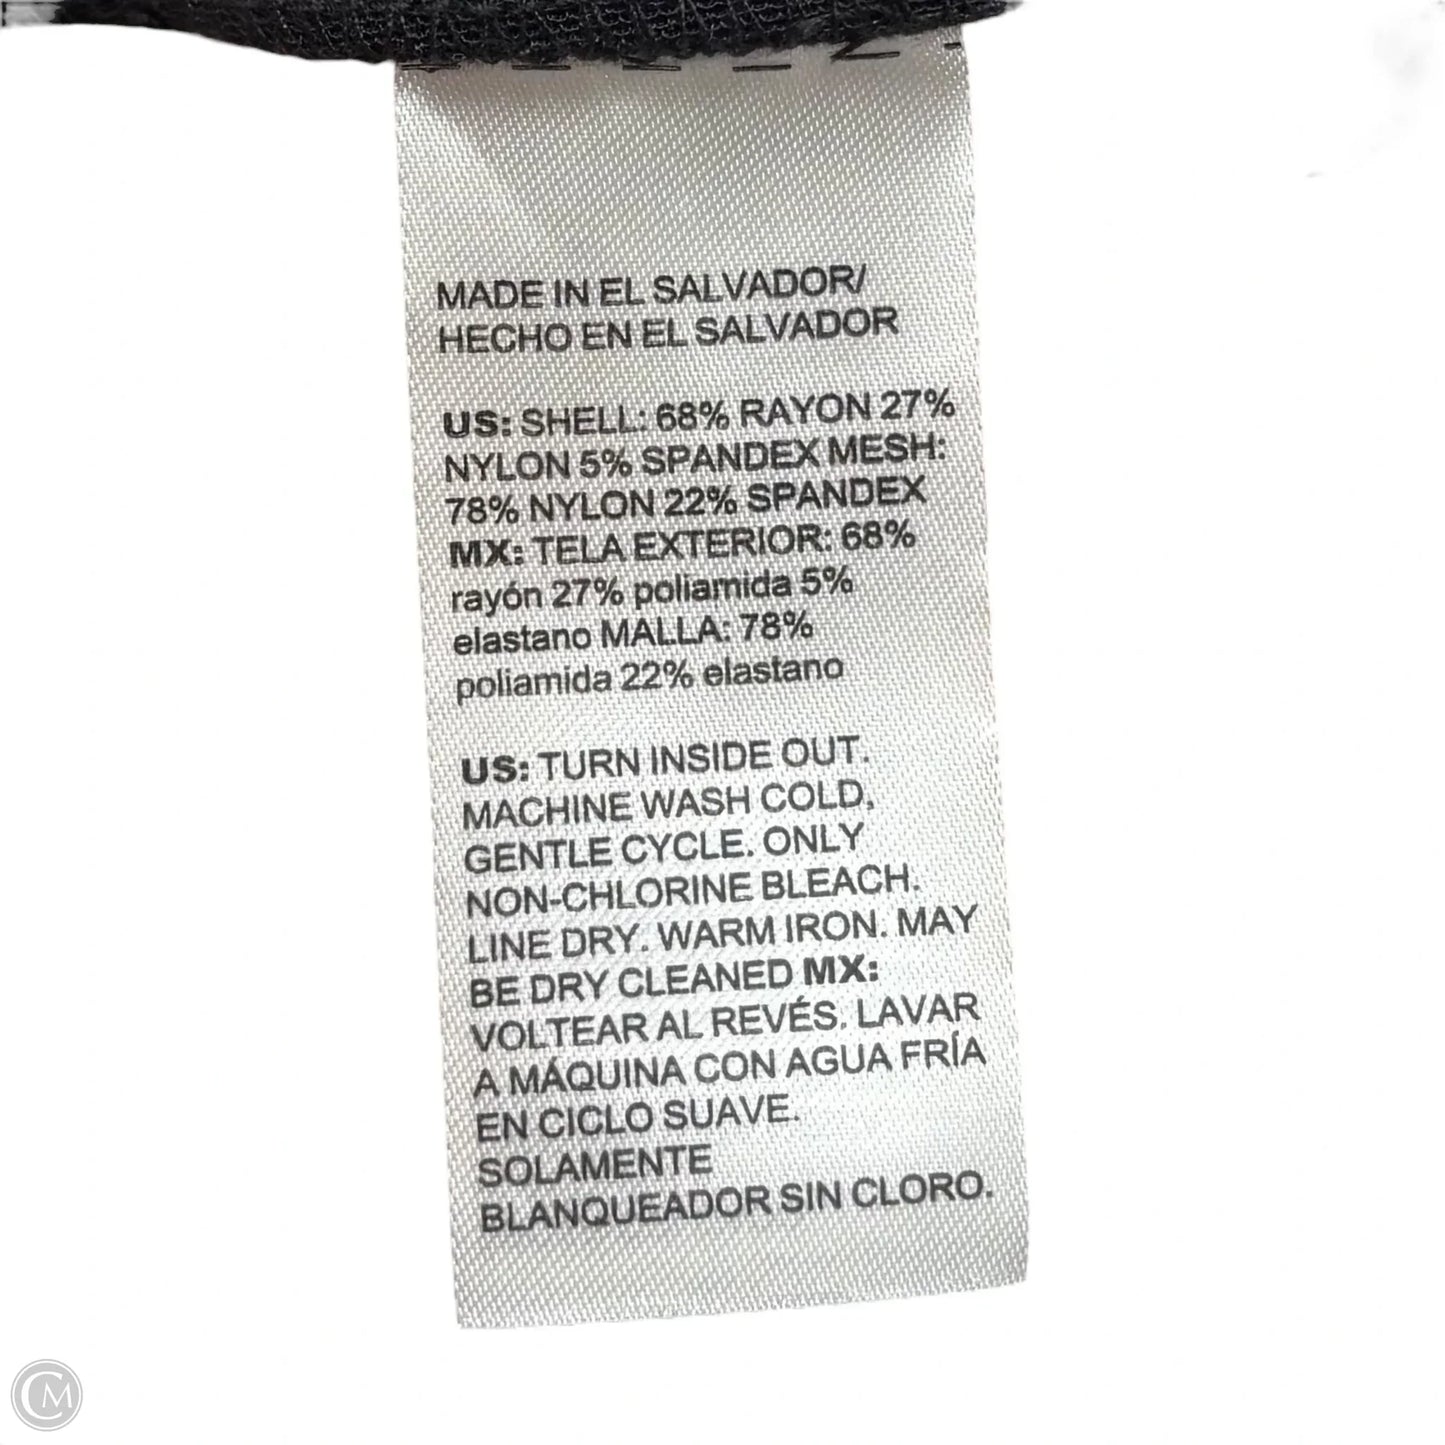 MADE IN EL SALVADOR/
HECHO EN EL SALVADOR
US: SHELL: 68% RAYON 27%
NYLON 5% SPANDEX MESH:
78% NYLON 22% SPANDEX
MX: TELA EXTERIOR: 68%
rayón 27% poliamida 5%
elastano MALLA: 78%
poliamida 22% elastano
US: TURN INSIDE OUT.
MACHINE WASH COLD,
GENTLE CYCLE. ONLY
NON-CHLORINE BLEACH.
LINE DRY. WARM IRON. MAY
BE DRY CLEANED MX:
VOLTEAR AL REVÉS. LAVAR
A MÁQUINA CON AGUA FRÍA
EN CICLO SUAVE.
SOLAMENTE
BLANQUEADOR SIN CLORO.
CM